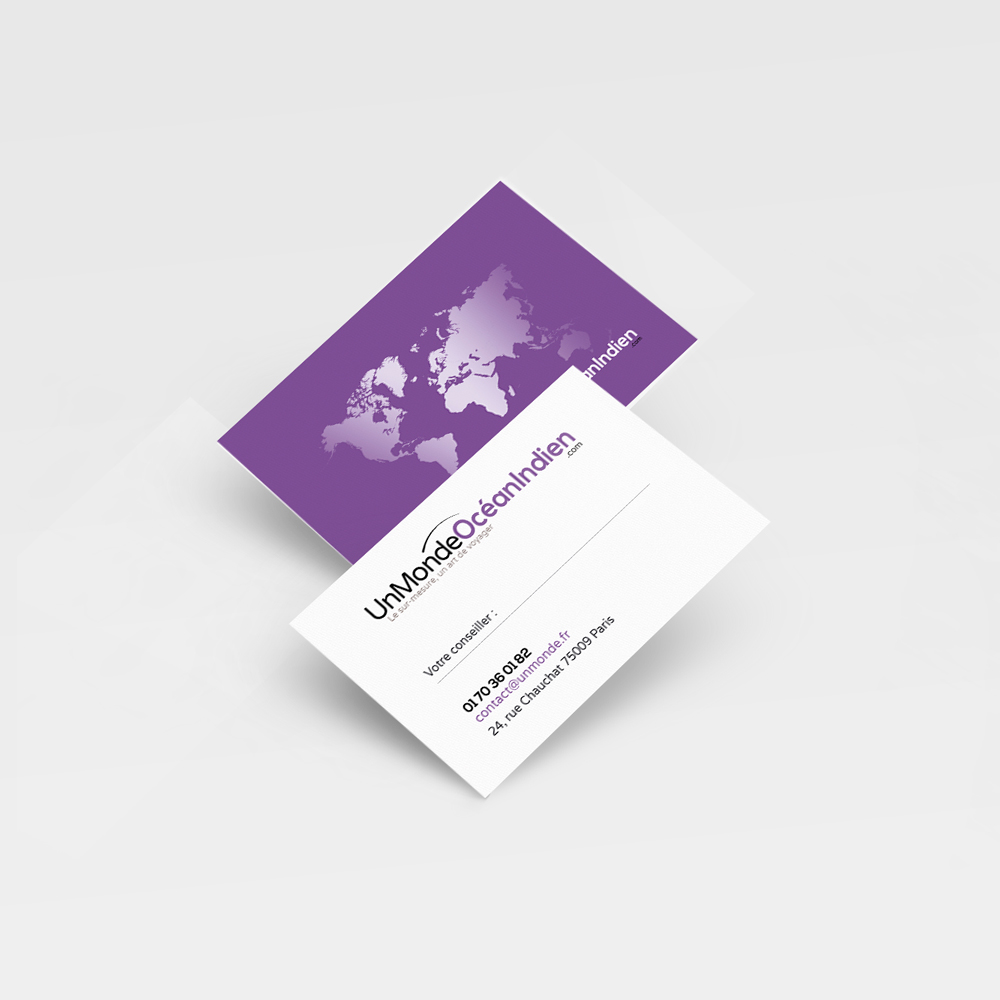 anIndien
.com
UnMondeOcéanIndien
.com
Le sur-mesure, un art de voyager
Votre conseiller :
01 70 36 01 82
contact@unmonde.fr
24, rue Chauchat 75009 Paris